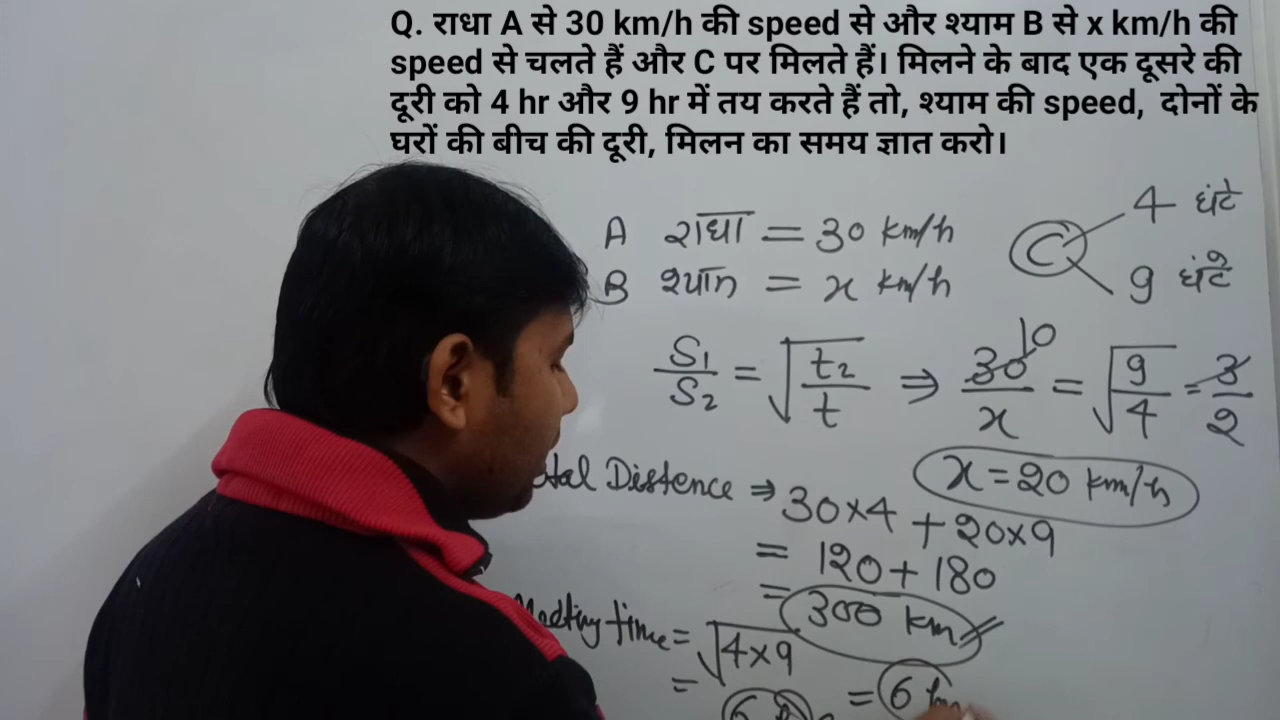 Q. राधा A से 30 km/h की speed से और श्याम B से x km/h की
speed से चलते हैं और C पर मिलते हैं। मिलने के बाद एक दूसरे की
दूरी को 4 hr और 9 hr में तय करते हैं तो, श्याम की speed, दोनों के
घरों की बीच की दूरी, मिलन का समय ज्ञात करो।
A राधा = 30 km/h
B श्याम = x km/h
C 4 घंटे
9 घंटे
S₁/S₂ = √(t₂/t) ⇒ 30/x = √(9/4) = 3/2
10
x = 20 km/h
Distence ⇒ 30×4 + 20×9
= 120 + 180
= 300 km
Meeting time = √4×9
= 6 = 6